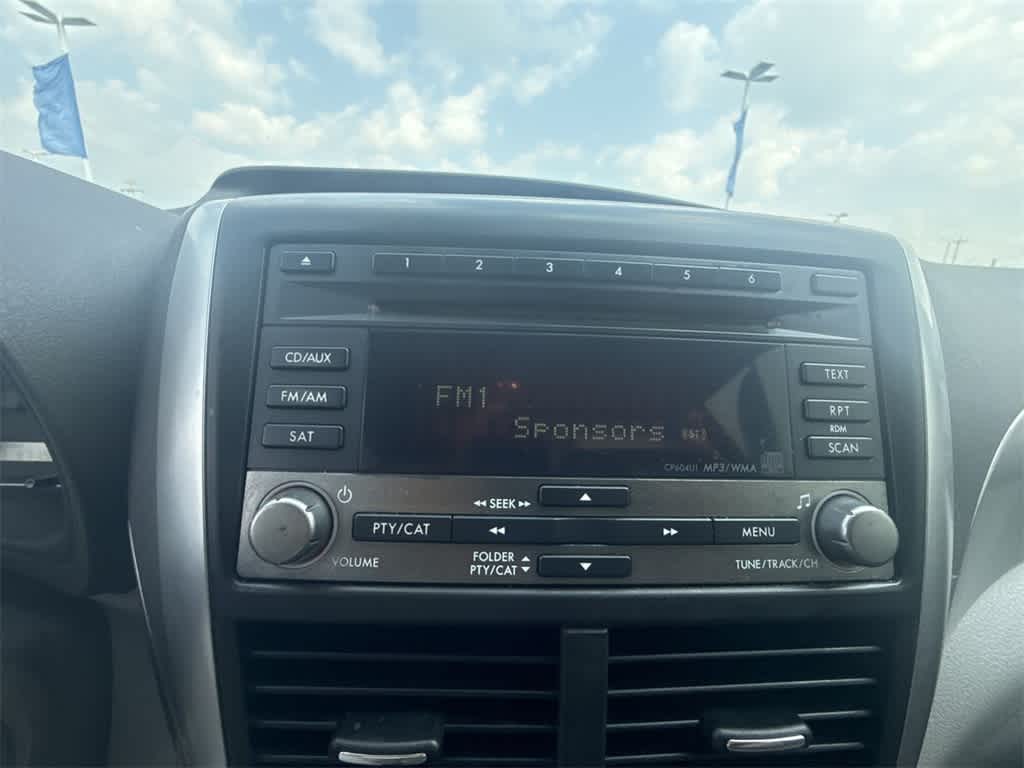 1 2 3 4 5 6
CD/AUX
FM/AM
SAT
FM1
Sponsors (ST)
CP604U1 MP3/WMA
TEXT
RPT
RDM
SCAN
VOLUME
PTY/CAT
SEEK
MENU
FOLDER
PTY/CAT
TUNE/TRACK/CH